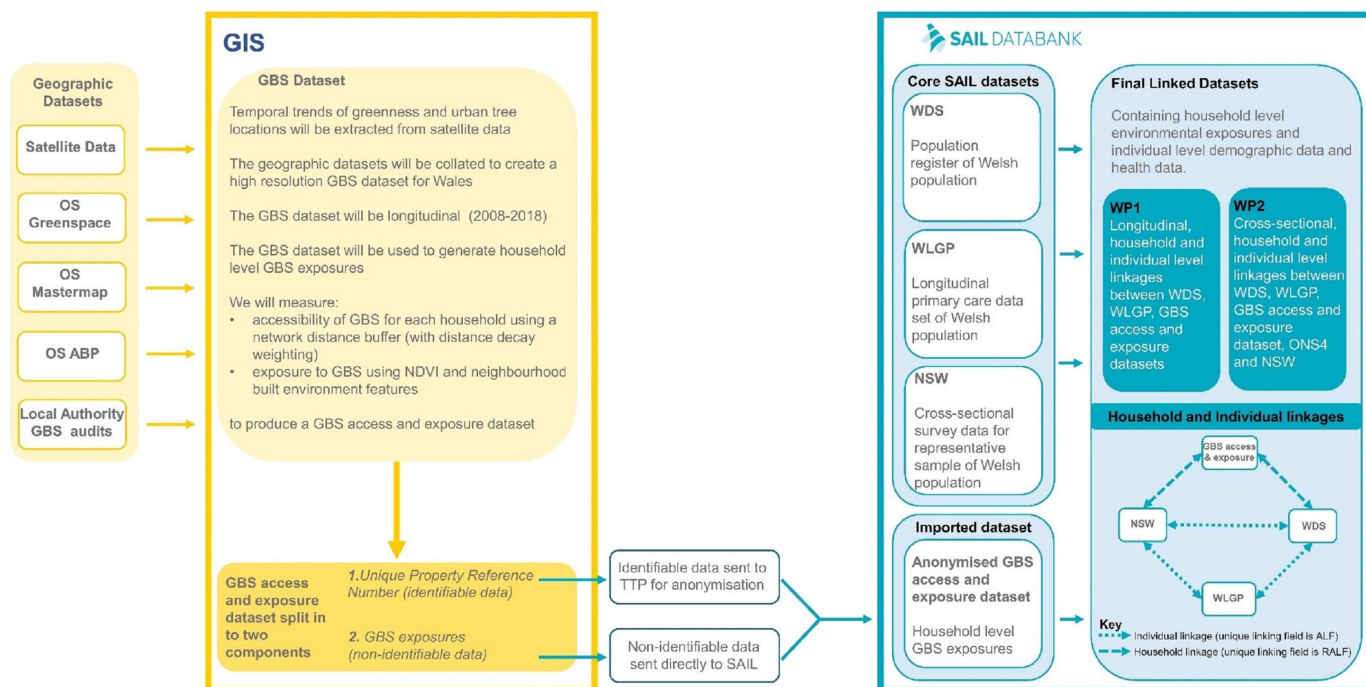 Geographic
Datasets
Satellite Data
OS
Greenspace
OS
Mastermap
OS ABP
Local Authority
GBS audits
GIS
GBS Dataset
Temporal trends of greenness and urban tree
locations will be extracted from satellite data
The geographic datasets will be collated to create a
high resolution GBS dataset for Wales
The GBS dataset will be longitudinal (2008-2018)
The GBS dataset will be used to generate household
level GBS exposures
We will measure:
• accessibility of GBS for each household using a
network distance buffer (with distance decay
weighting)
• exposure to GBS using NDVI and neighbourhood
built environment features
to produce a GBS access and exposure dataset
GBS access
and exposure
dataset split in
to two
components
1.Unique Property Reference
Number (identifiable data)
2. GBS exposures
(non-identifiable data)
Identifiable data sent to
TTP for anonymisation
Non-identifiable data
sent directly to SAIL
SAIL DATABANK
Core SAIL datasets
WDS
Population
register of Welsh
population
WLGP
Longitudinal
primary care data
set of Welsh
population
NSW
Cross-sectional
survey data for
representative
sample of Welsh
population
Imported dataset
Anonymised GBS
access and
exposure dataset
Household level
GBS exposures
Final Linked Datasets
Containing household level
environmental exposures and
individual level demographic data and
health data.
WP1
Longitudinal,
household and
individual level
linkages
between WDS,
WLGP, GBS
access and
exposure
datasets
WP2
Cross-sectional,
household and
individual level
linkages between
WDS, WLGP,
GBS access and
exposure
dataset, ONS4
and NSW
Household and Individual linkages
GBS access
& exposure
NSW
WDS
WLGP
Key
Individual linkage (unique linking field is ALF)
Household linkage (unique linking field is RALF)